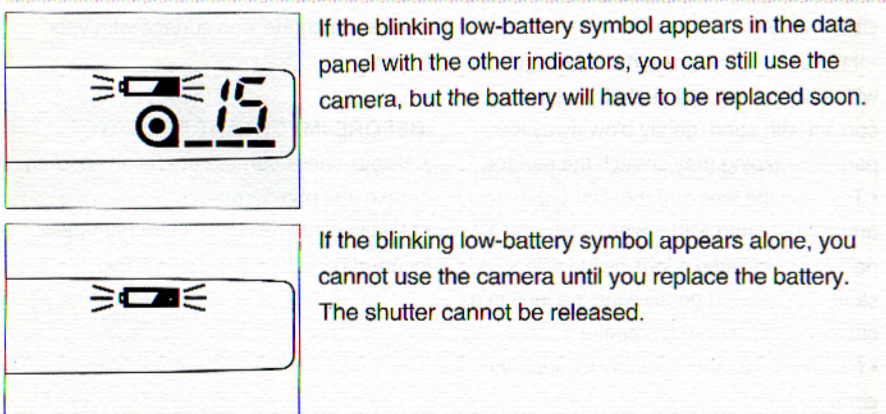 If the blinking low-battery symbol appears in the data
15
panel with the other indicators, you can still use the
camera, but the battery will have to be replaced soon.
If the blinking low-battery symbol appears alone, you
cannot use the camera until you replace the battery.
The shutter cannot be released.